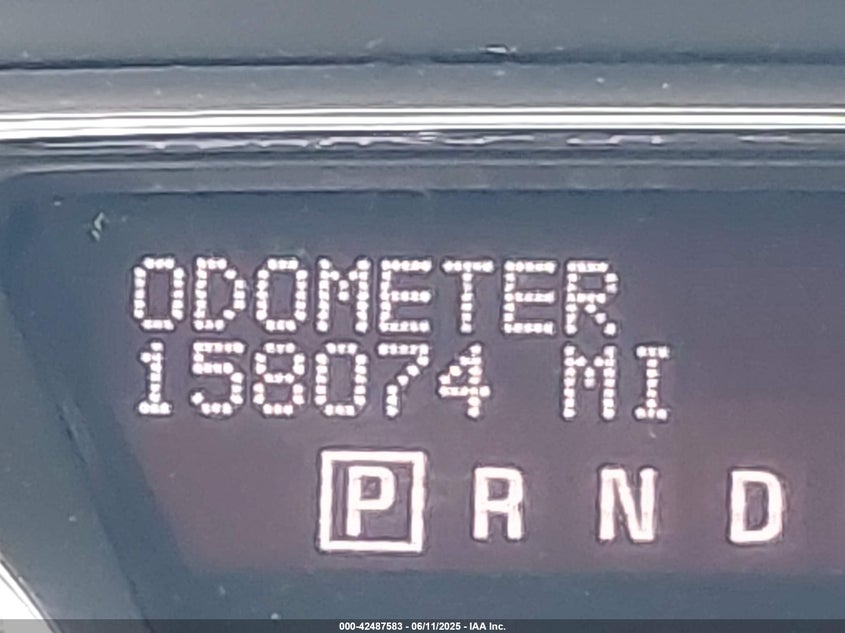 ODOMETER
158074 MI
P R N D
000-42487583 - 06/11/2025 - IAA Inc.